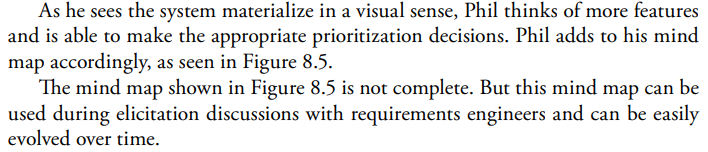 As he sees the system materialize in a visual sense, Phil thinks of more features
and is able to make the appropriate prioritization decisions. Phil adds to his mind
map accordingly, as seen in Figure 8.5.
The mind map shown in Figure 8.5 is not complete. But this mind map can be
used during elicitation discussions with requirements engineers and can be easily
evolved over time.